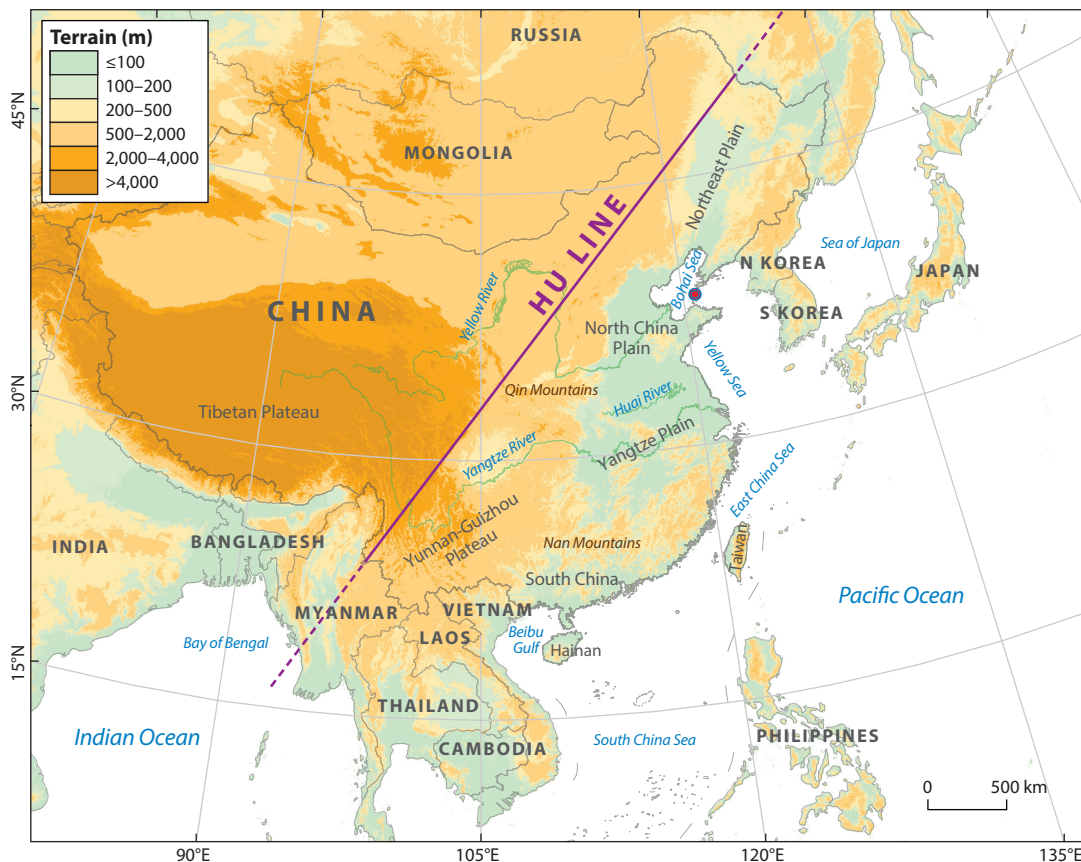 Terrain (m)
≤100
100–200
200–500
500–2,000
2,000–4,000
>4,000
RUSSIA
45°N
MONGOLIA
Northeast Plain
HU LINE
Sea of Japan
Bohai Sea
N KOREA
JAPAN
CHINA
Yellow River
S KOREA
North China
Plain
Yellow Sea
30°N
Qin Mountains
Huai River
Tibetan Plateau
Yangtze River
Yangtze Plain
East China Sea
INDIA
BANGLADESH
Yunnan-Guizhou
Plateau
Nan Mountains
Taiwan
South China
MYANMAR
VIETNAM
Pacific Ocean
Bay of Bengal
LAOS
Beibu
Gulf
Hainan
15°N
THAILAND
Indian Ocean
CAMBODIA
South China Sea
PHILIPPINES
0 500 km
90°E
105°E
120°E
135°E